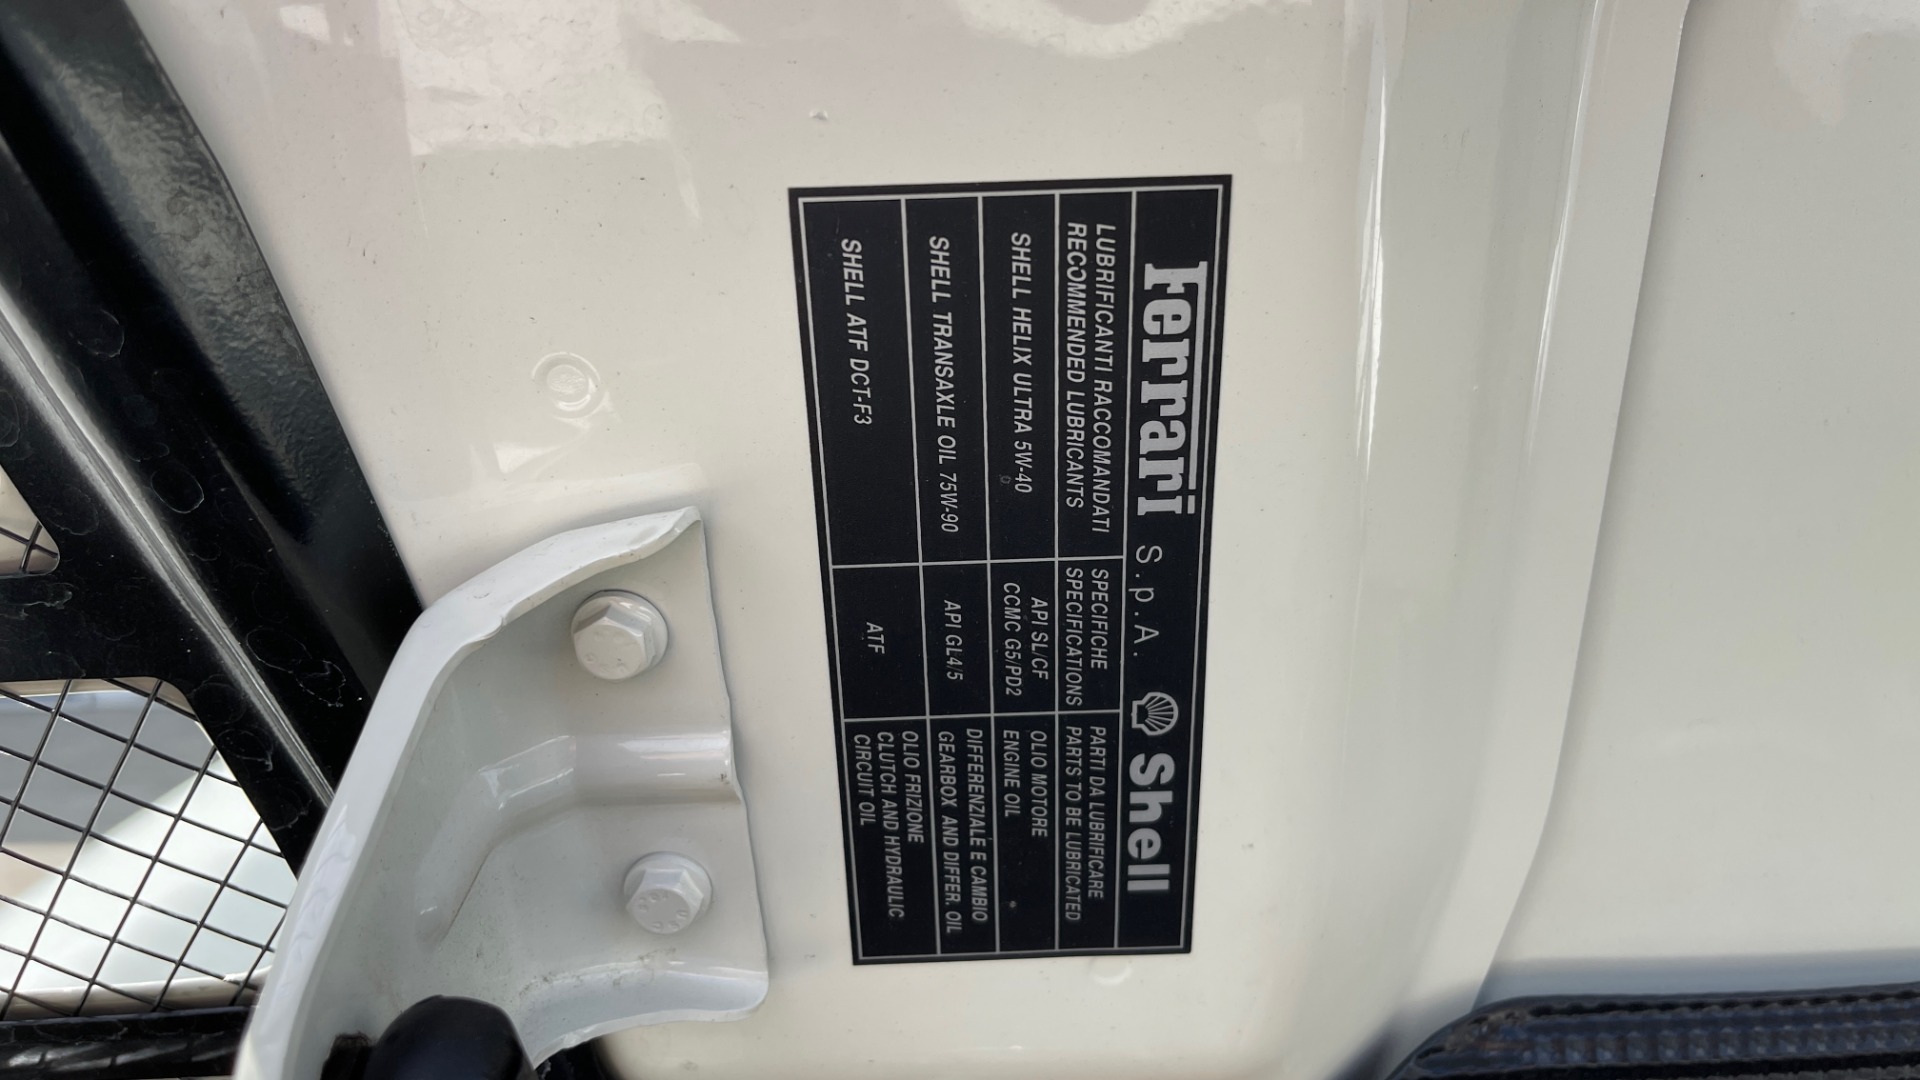 Ferrari S.p.A. Shell
LUBRIFICANTI RACCOMANDATI
RECOMMENDED LUBRICANTS
SPECIFICHE
SPECIFICATIONS
PARTI DA LUBRIFICARE
PARTS TO BE LUBRICATED
SHELL HELIX ULTRA 5W-40
API SL/CF
CCMC G5/PD2
OLIO MOTORE
ENGINE OIL
SHELL TRANSAXLE OIL 75W-90
API GL4/5
DIFFERENZIALE E CAMBIO
GEARBOX AND DIFFER. OIL
SHELL ATF DCT-F3
ATF
OLIO FRIZIONE
CLUTCH AND HYDRAULIC
CIRCUIT OIL